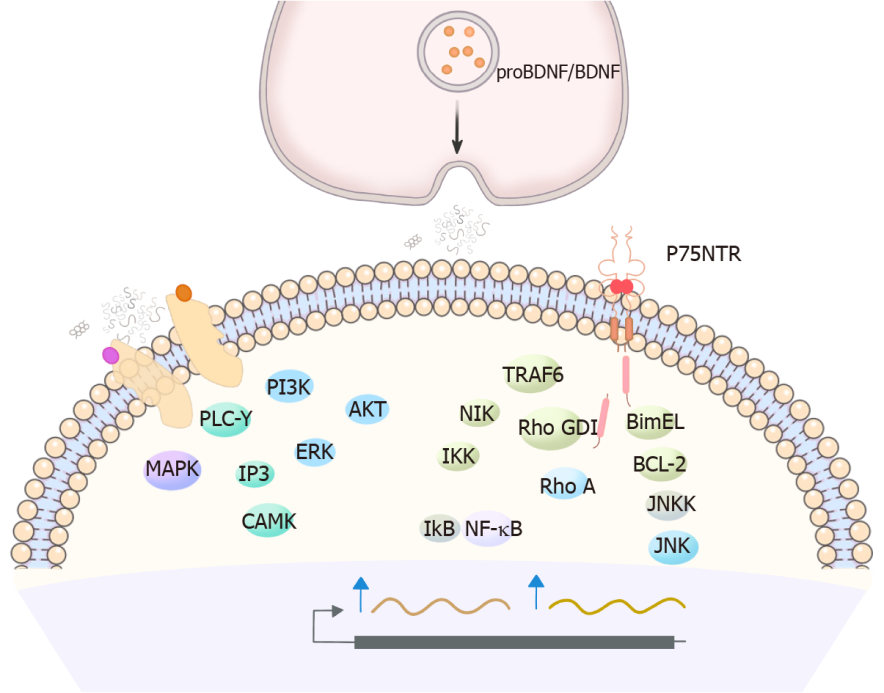 proBDNF/BDNF
P75NTR
TRAF6
PI3K
AKT
NIK
PLC-Y
Rho GDI
BimEL
ERK
IKK
MAPK
IP3
BCL-2
Rho A
JNKK
CAMK
IkB
NF-κB
JNK